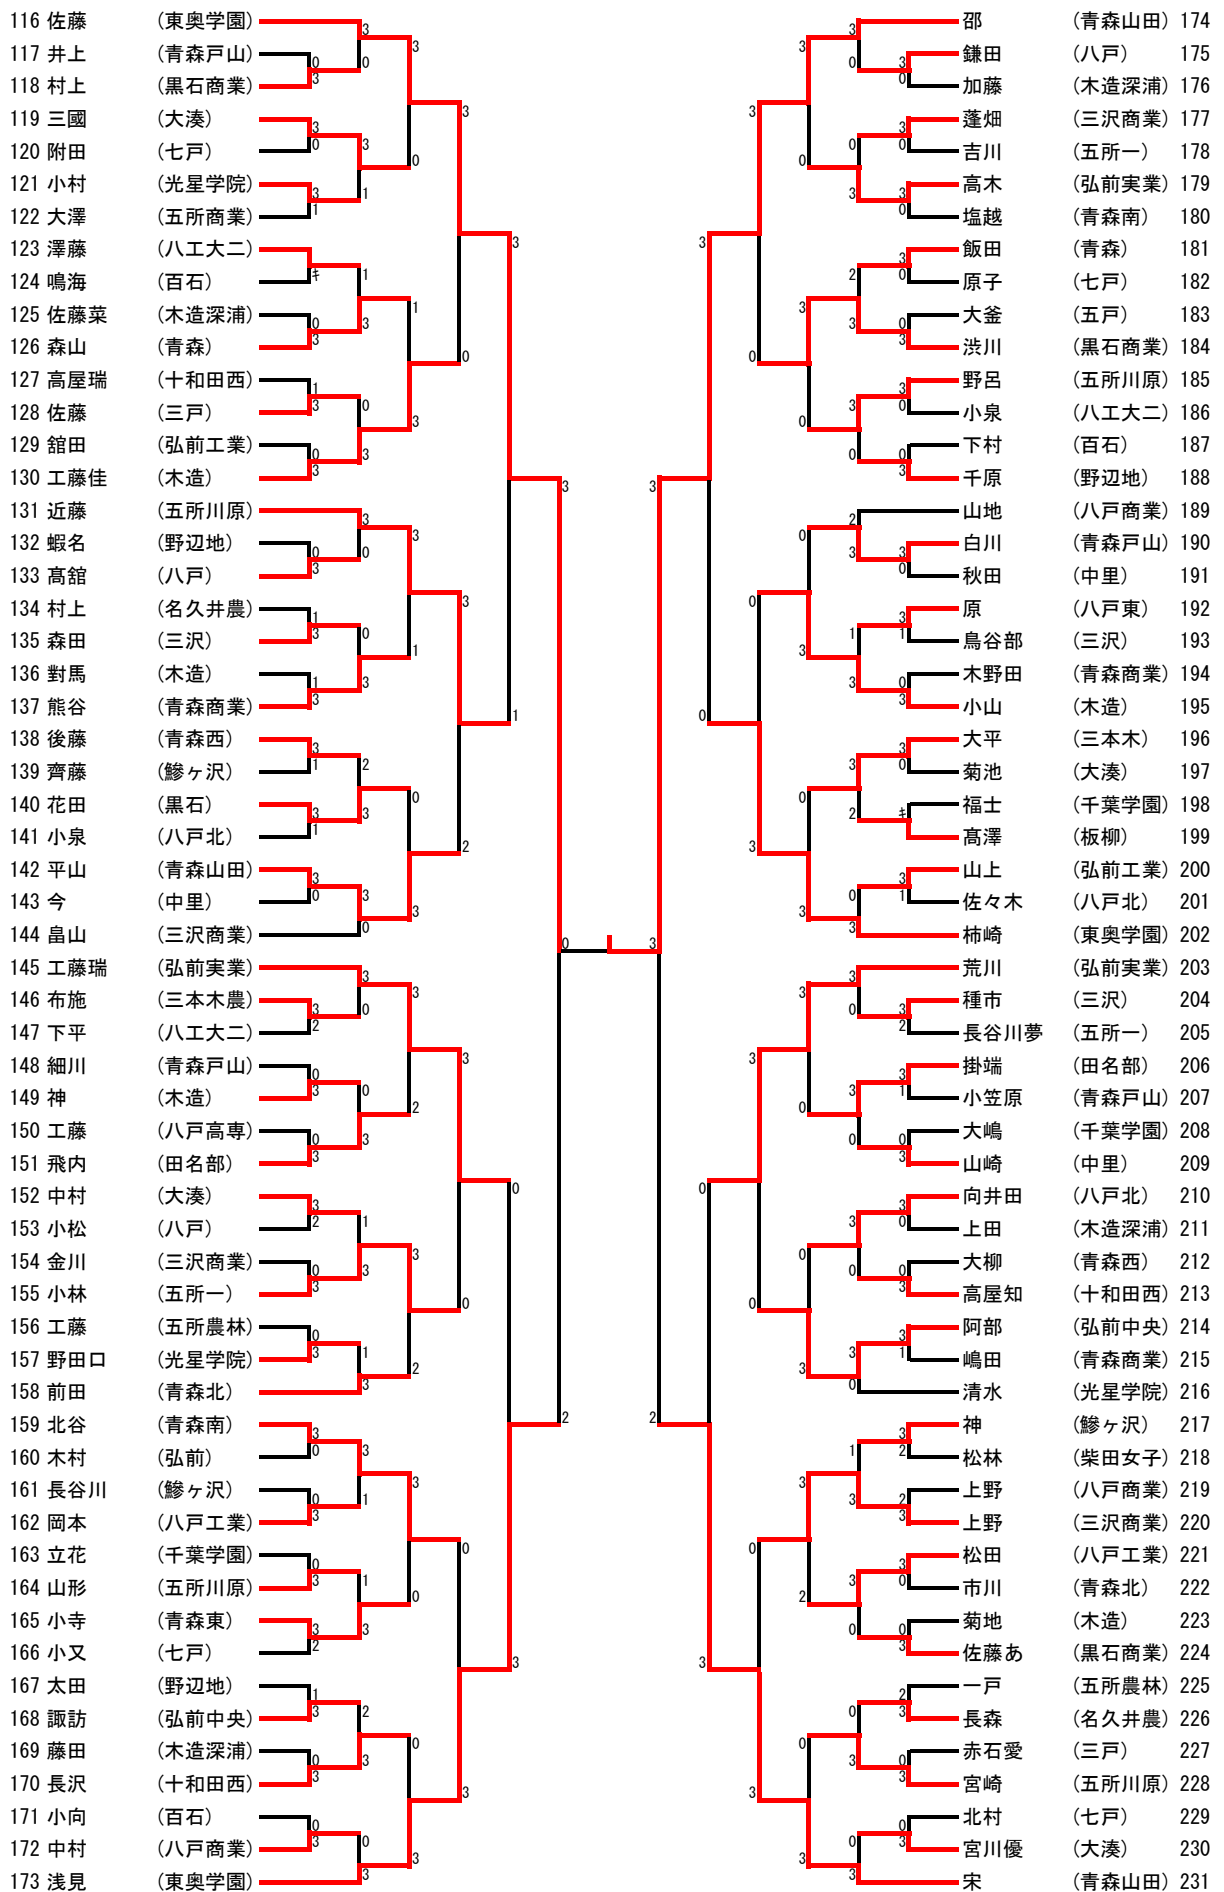 116 佐藤 (東奥学園)
117 井上 (青森戸山)
118 村上 (黒石商業)
119 三國 (大湊)
120 附田 (七戸)
121 小村 (光星学院)
122 大澤 (五所商業)
123 澤藤 (八工大二)
124 鳴海 (百石)
125 佐藤菜 (木造深浦)
126 森山 (青森)
127 高屋瑞 (十和田西)
128 佐藤 (三戸)
129 舘田 (弘前工業)
130 工藤佳 (木造)
131 近藤 (五所川原)
132 蝦名 (野辺地)
133 髙舘 (八戸)
134 村上 (名久井農)
135 森田 (三沢)
136 對馬 (木造)
137 熊谷 (青森商業)
138 後藤 (青森西)
139 齊藤 (鰺ヶ沢)
140 花田 (黒石)
141 小泉 (八戸北)
142 平山 (青森山田)
143 今 (中里)
144 畠山 (三沢商業)
145 工藤瑞 (弘前実業)
146 布施 (三本木農)
147 下平 (八工大二)
148 細川 (青森戸山)
149 神 (木造)
150 工藤 (八戸高専)
151 飛内 (田名部)
152 中村 (大湊)
153 小松 (八戸)
154 金川 (三沢商業)
155 小林 (五所一)
156 工藤 (五所農林)
157 野田口 (光星学院)
158 前田 (青森北)
159 北谷 (青森南)
160 木村 (弘前)
161 長谷川 (鰺ヶ沢)
162 岡本 (八戸工業)
163 立花 (千葉学園)
164 山形 (五所川原)
165 小寺 (青森東)
166 小又 (七戸)
167 太田 (野辺地)
168 諏訪 (弘前中央)
169 藤田 (木造深浦)
170 長沢 (十和田西)
171 小向 (百石)
172 中村 (八戸商業)
173 浅見 (東奥学園)
邵 (青森山田) 174
鎌田 (八戸) 175
加藤 (木造深浦) 176
蓬畑 (三沢商業) 177
吉川 (五所一) 178
高木 (弘前実業) 179
塩越 (青森南) 180
飯田 (青森) 181
原子 (七戸) 182
大釜 (五戸) 183
渋川 (黒石商業) 184
野呂 (五所川原) 185
小泉 (八工大二) 186
下村 (百石) 187
千原 (野辺地) 188
山地 (八戸商業) 189
白川 (青森戸山) 190
秋田 (中里) 191
原 (八戸東) 192
鳥谷部 (三沢) 193
木野田 (青森商業) 194
小山 (木造) 195
大平 (三本木) 196
菊池 (大湊) 197
福士 (千葉学園) 198
髙澤 (板柳) 199
山上 (弘前工業) 200
佐々木 (八戸北) 201
柿崎 (東奥学園) 202
荒川 (弘前実業) 203
種市 (三沢) 204
長谷川夢 (五所一) 205
掛端 (田名部) 206
小笠原 (青森戸山) 207
大嶋 (千葉学園) 208
山崎 (中里) 209
向井田 (八戸北) 210
上田 (木造深浦) 211
大柳 (青森西) 212
高屋知 (十和田西) 213
阿部 (弘前中央) 214
嶋田 (青森商業) 215
清水 (光星学院) 216
神 (鰺ヶ沢) 217
松林 (柴田女子) 218
上野 (八戸商業) 219
上野 (三沢商業) 220
松田 (八戸工業) 221
市川 (青森北) 222
菊地 (木造) 223
佐藤あ (黒石商業) 224
一戸 (五所農林) 225
長森 (名久井農) 226
赤石愛 (三戸) 227
宮崎 (五所川原) 228
北村 (七戸) 229
宮川優 (大湊) 230
宋 (青森山田) 231